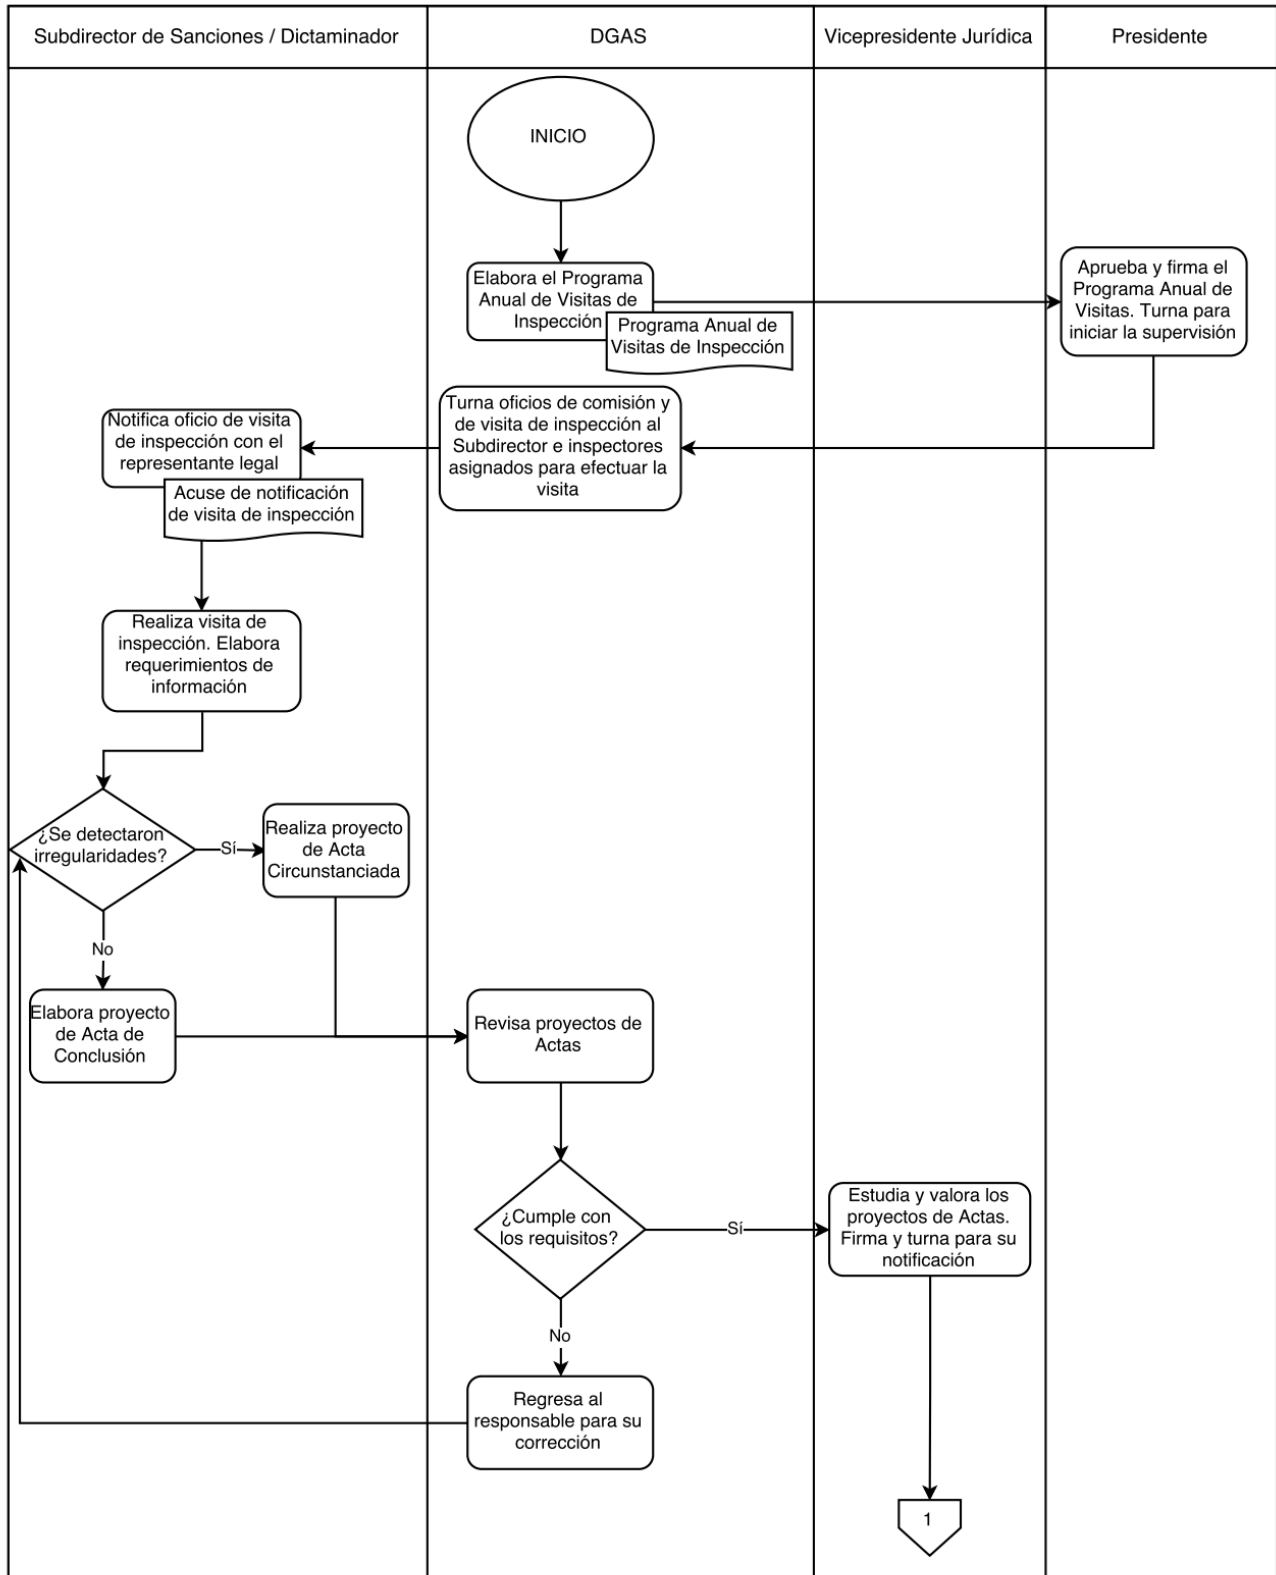 Subdirector de Sanciones / Dictaminador
DGAS
Vicepresidente Jurídica
Presidente
INICIO
Elabora el Programa
Anual de Visitas de
Inspección
Programa Anual de
Visitas de Inspección
Aprueba y firma el
Programa Anual de
Visitas. Turna para
iniciar la supervisión
Turna oficios de comisión y
de visita de inspección al
Subdirector e inspectores
asignados para efectuar la
visita
Notifica oficio de visita
de inspección con el
representante legal
Acuse de notificación
de visita de inspección
Realiza visita de
inspección. Elabora
requerimientos de
información
¿Se detectaron
irregularidades?
Sí
Realiza proyecto
de Acta
Circunstanciada
No
Elabora proyecto
de Acta de
Conclusión
Revisa proyectos de
Actas
¿Cumple con
los requisitos?
Sí
Estudia y valora los
proyectos de Actas.
Firma y turna para su
notificación
No
Regresa al
responsable para su
corrección
1